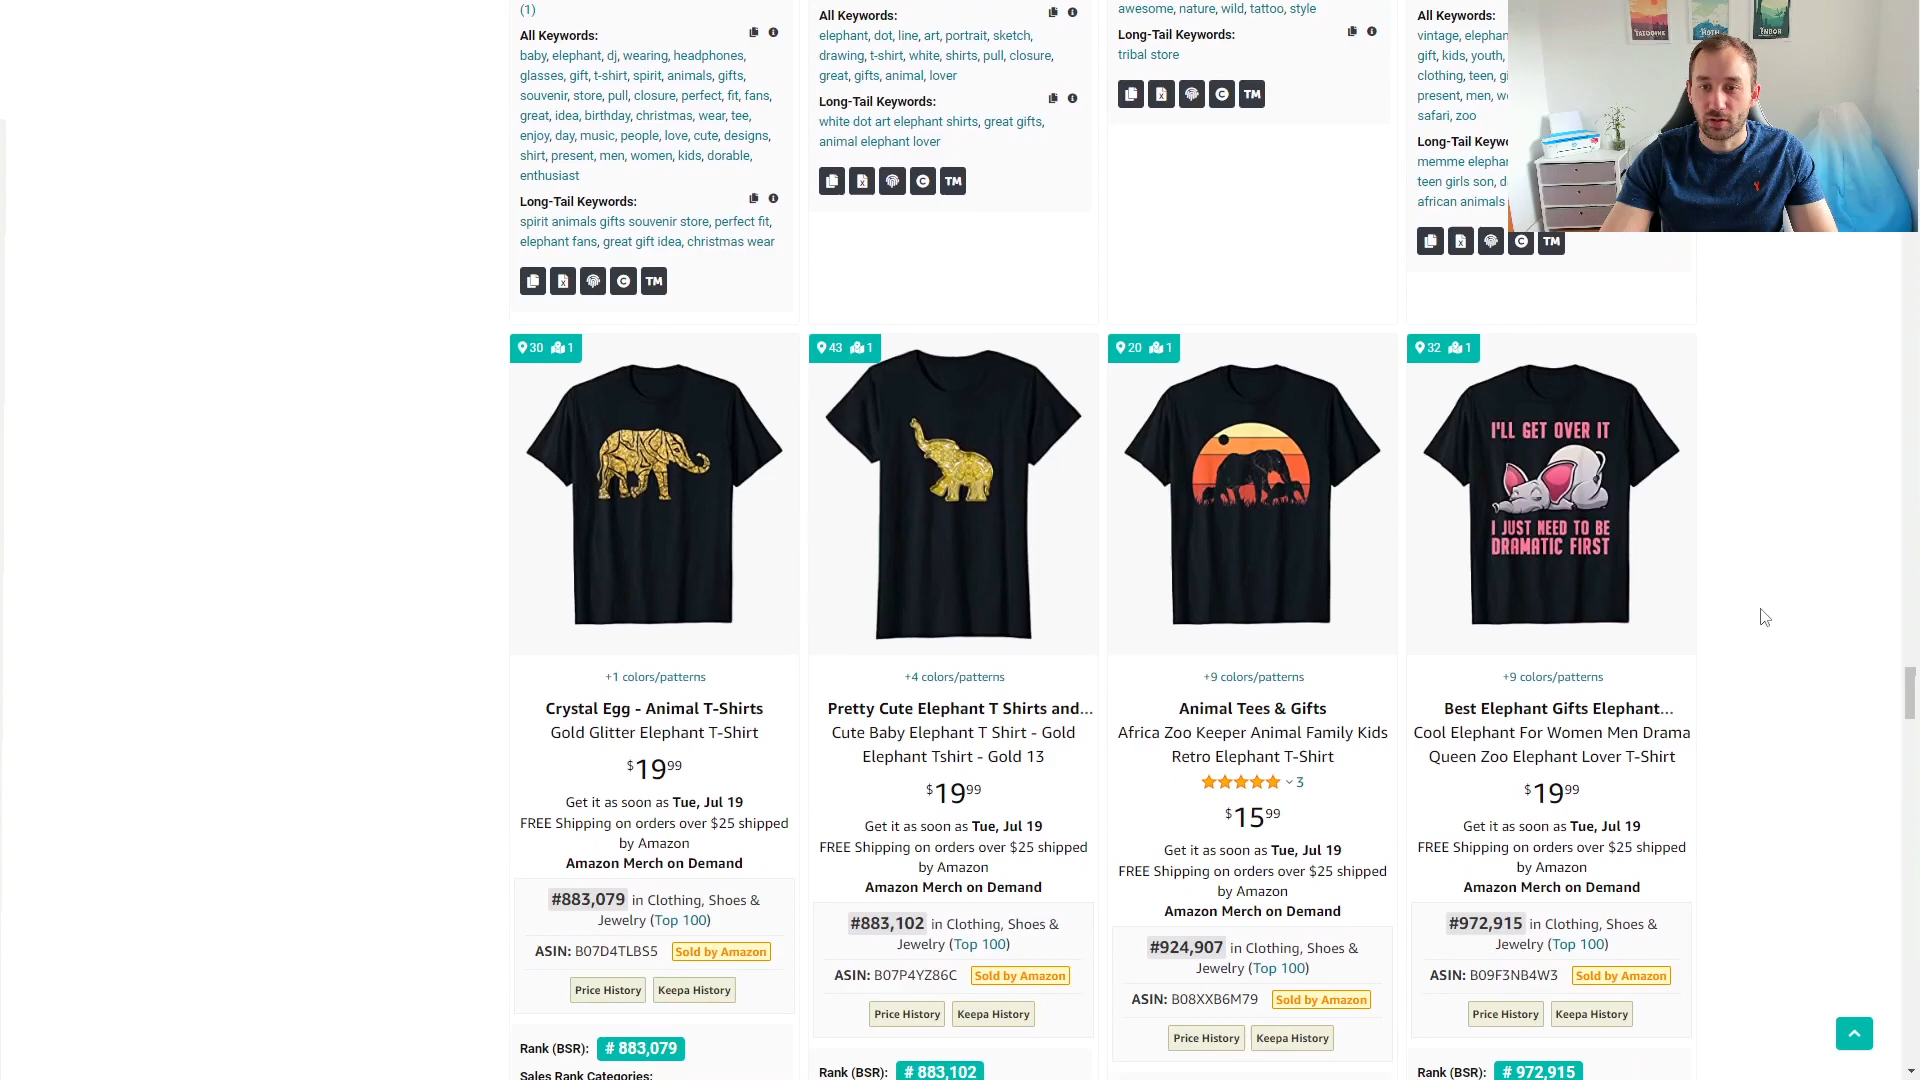 (1)
All Keywords:
baby, elephant, dj, wearing, headphones,
glasses, gift, t-shirt, spirit, animals, gifts,
souvenir, store, pull, closure, perfect, fit, fans,
great, idea, birthday, christmas, wear, tee,
enjoy, day, music, people, love, cute, designs,
shirt, present, men, women, kids, dorable,
enthusiast
Long-Tail Keywords:
spirit animals gifts souvenir store, perfect fit,
elephant fans, great gift idea, christmas wear
TM
All Keywords:
elephant, dot, line, art, portrait, sketch,
drawing, t-shirt, white, shirts, pull, closure,
great, gifts, animal, lover
Long-Tail Keywords:
white dot art elephant shirts, great gifts,
animal elephant lover
TM
awesome, nature, wild, tattoo, style
Long-Tail Keywords:
tribal store
TM
All Keywords:
vintage,
gift, kids, youth,
clothing, teen,
present, men,
safari, zoo
Long-Tail
memme
teen girls son,
african animals
TM
TATOOINE
HOTH
ENDOR
30 1
+1 colors/patterns
Crystal Egg - Animal T-Shirts
Gold Glitter Elephant T-Shirt
$19.99
Get it as soon as Tue, Jul 19
FREE Shipping on orders over $25 shipped
by Amazon
Amazon Merch on Demand
#883,079 in Clothing, Shoes &
Jewelry (Top 100)
ASIN: B07D4TLBS5 Sold by Amazon
Price History Keepa History
Rank (BSR): # 883,079
Sales Rank Categories:
43 1
+4 colors/patterns
Pretty Cute Elephant T Shirts and...
Cute Baby Elephant T Shirt - Gold
Elephant Tshirt - Gold 13
$19.99
Get it as soon as Tue, Jul 19
FREE Shipping on orders over $25 shipped
by Amazon
Amazon Merch on Demand
#883,102 in Clothing, Shoes &
Jewelry (Top 100)
ASIN: B07P4YZ86C Sold by Amazon
Price History Keepa History
Rank (BSR): # 883,102
20 1
+9 colors/patterns
Animal Tees & Gifts
Africa Zoo Keeper Animal Family Kids
Retro Elephant T-Shirt
3
$15.99
Get it as soon as Tue, Jul 19
FREE Shipping on orders over $25 shipped
by Amazon
Amazon Merch on Demand
#924,907 in Clothing, Shoes &
Jewelry (Top 100)
ASIN: B08XXB6M79 Sold by Amazon
Price History Keepa History
32 1
I'LL GET OVER IT
I JUST NEED TO BE
DRAMATIC FIRST
+9 colors/patterns
Best Elephant Gifts Elephant...
Cool Elephant For Women Men Drama
Queen Zoo Elephant Lover T-Shirt
$19.99
Get it as soon as Tue, Jul 19
FREE Shipping on orders over $25 shipped
by Amazon
Amazon Merch on Demand
#972,915 in Clothing, Shoes &
Jewelry (Top 100)
ASIN: B09F3NB4W3 Sold by Amazon
Price History Keepa History
Rank (BSR): # 972,915